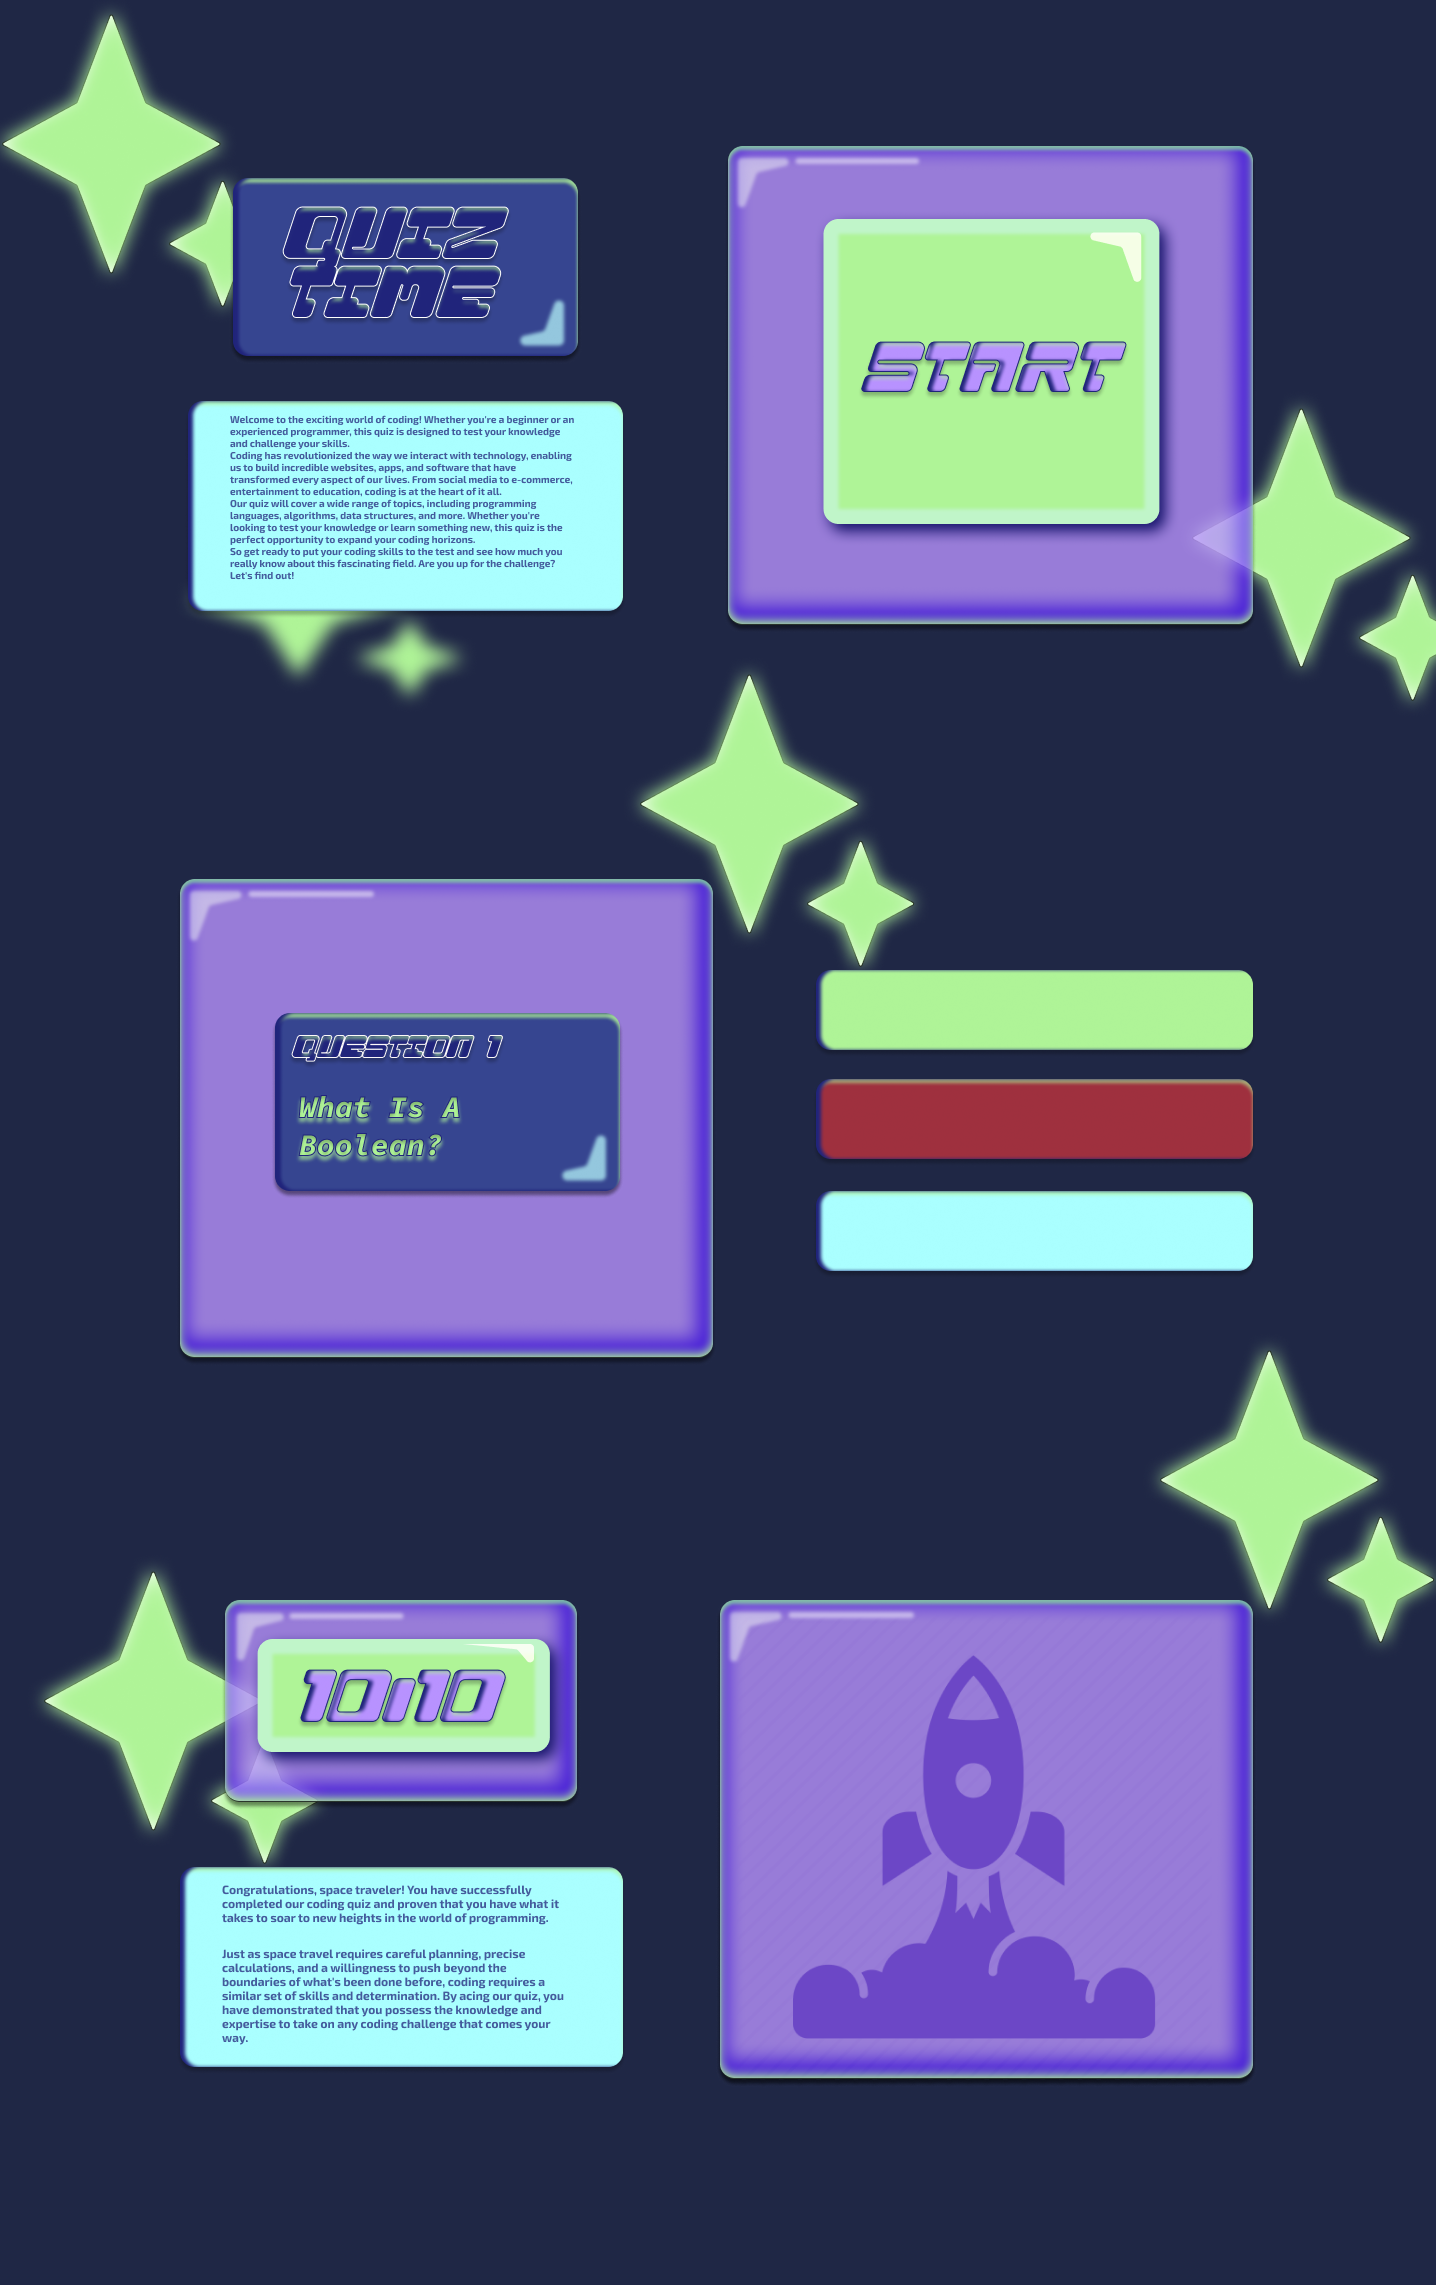 QUIZ
TIME
Welcome to the exciting world of coding! Whether you're a beginner or an
experienced programmer, this quiz is designed to test your knowledge
and challenge your skills.
Coding has revolutionized the way we interact with technology, enabling
us to build incredible websites, apps, and software that have
transformed every aspect of our lives. From social media to e-commerce,
entertainment to education, coding is at the heart of it all.
Our quiz will cover a wide range of topics, including programming
languages, algorithms, data structures, and more. Whether you're
looking to test your knowledge or learn something new, this quiz is the
perfect opportunity to expand your coding horizons.
So get ready to put your coding skills to the test and see how much you
really know about this fascinating field. Are you up for the challenge?
Let's find out!
START
QUESTION 1
What Is A
Boolean?
10/10
Congratulations, space traveler! You have successfully
completed our coding quiz and proven that you have what it
takes to soar to new heights in the world of programming.
Just as space travel requires careful planning, precise
calculations, and a willingness to push beyond the
boundaries of what's been done before, coding requires a
similar set of skills and determination. By acing our quiz, you
have demonstrated that you possess the knowledge and
expertise to take on any coding challenge that comes your
way.